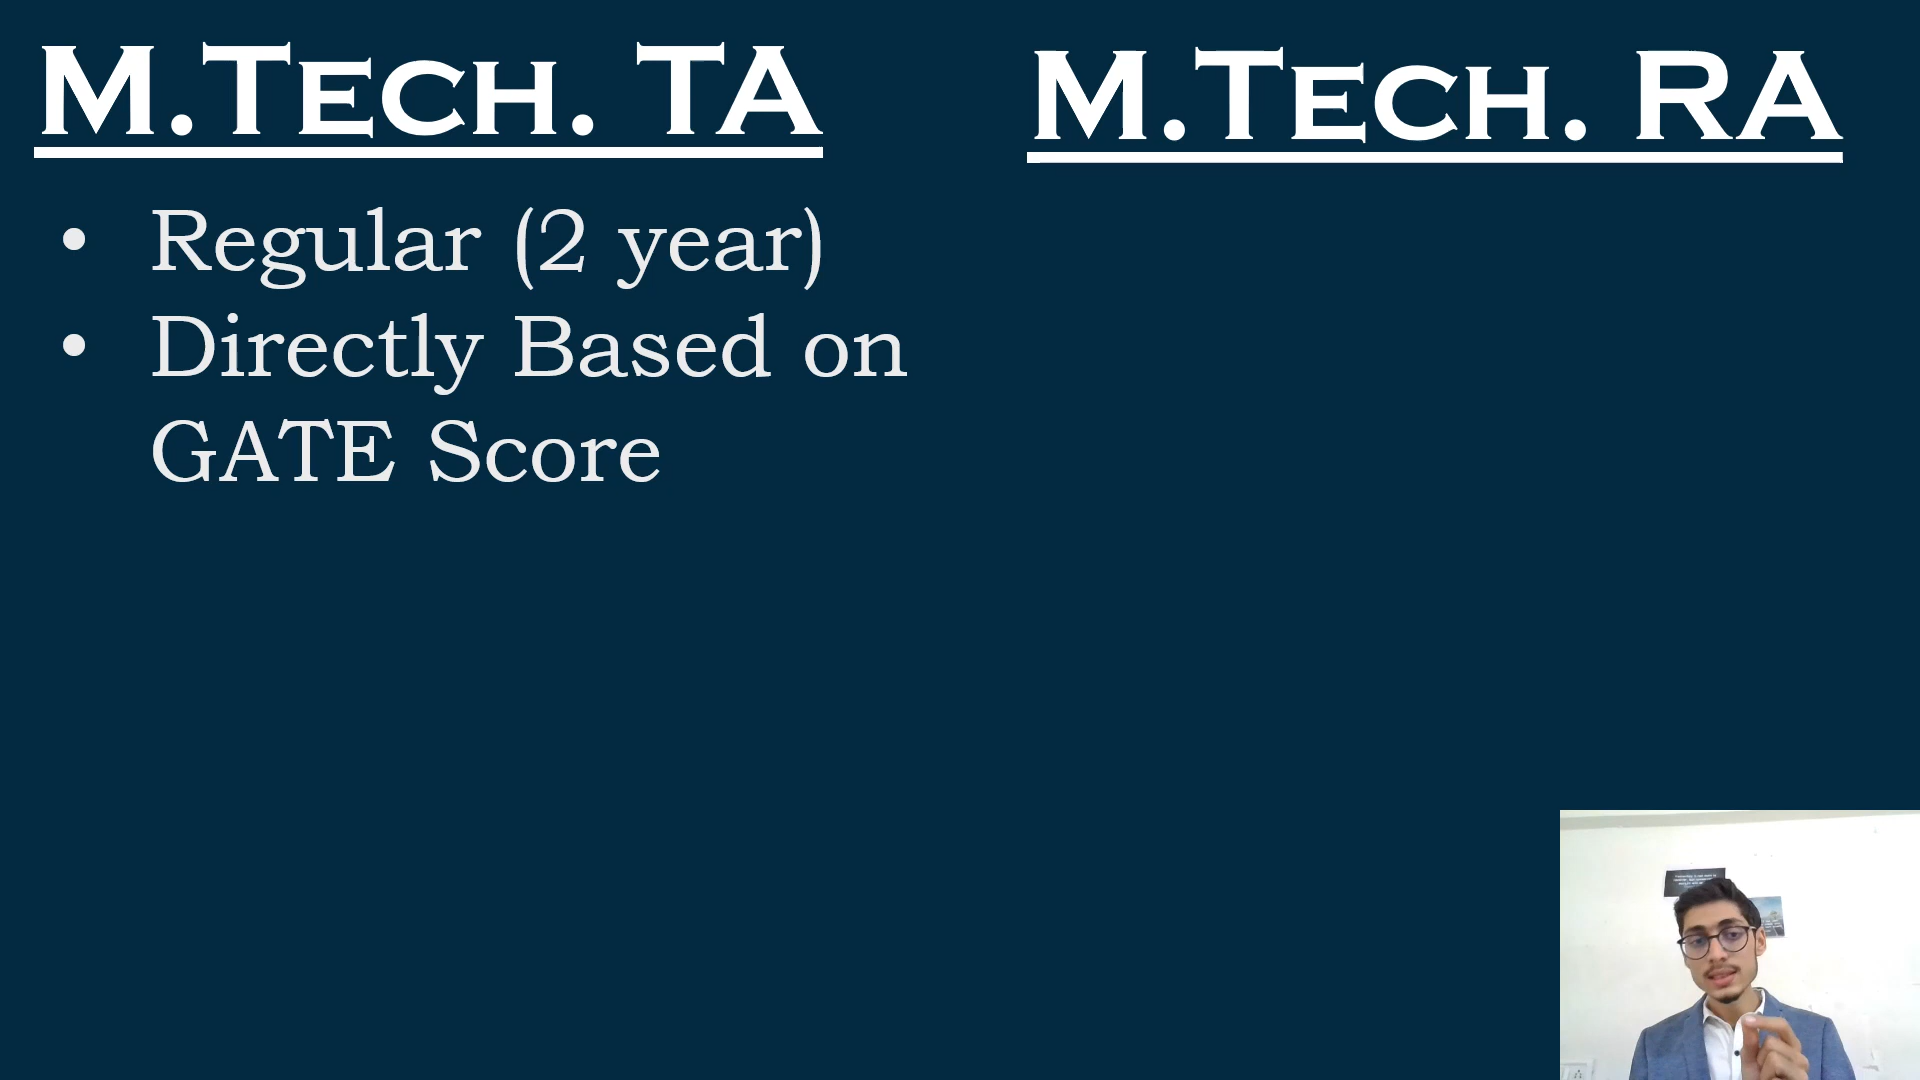 M.Tech. TA
Regular (2 year)
Directly Based on
GATE Score
M.Tech. RA